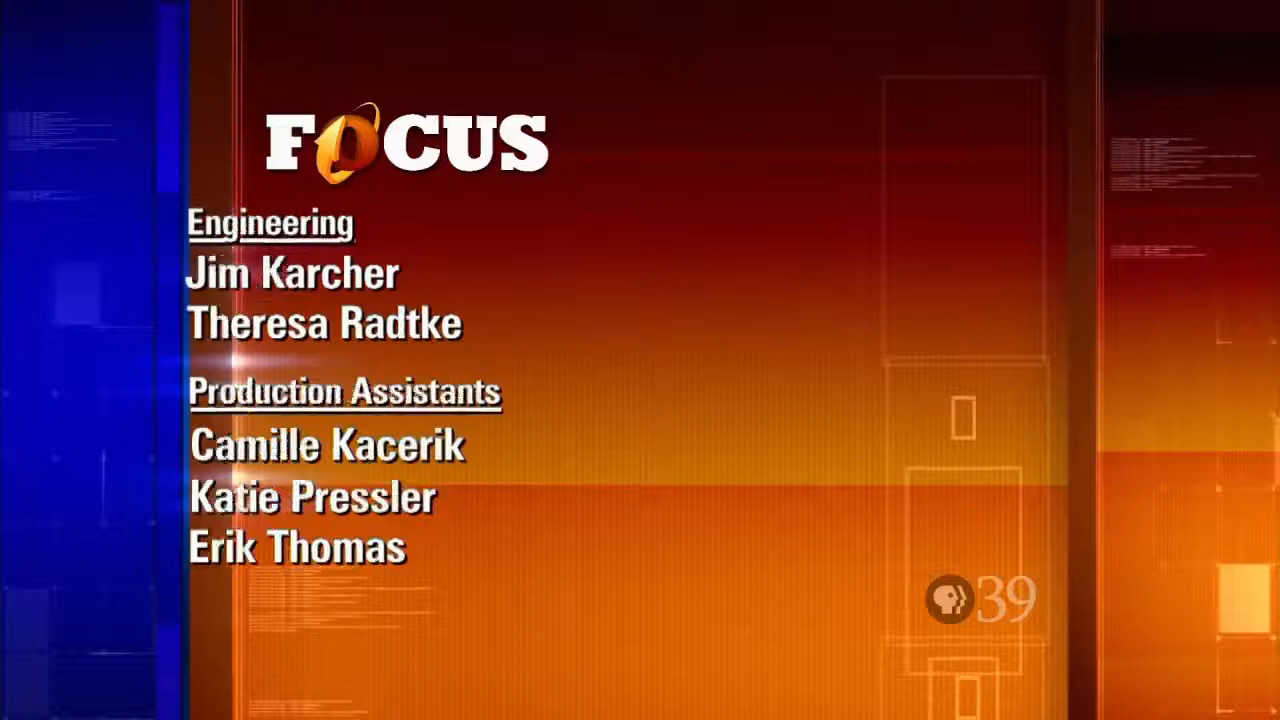 FOCUS
Engineering
Jim Karcher
Theresa Radtke
Production Assistants
Camille Kacerik
Katie Pressler
Erik Thomas
39